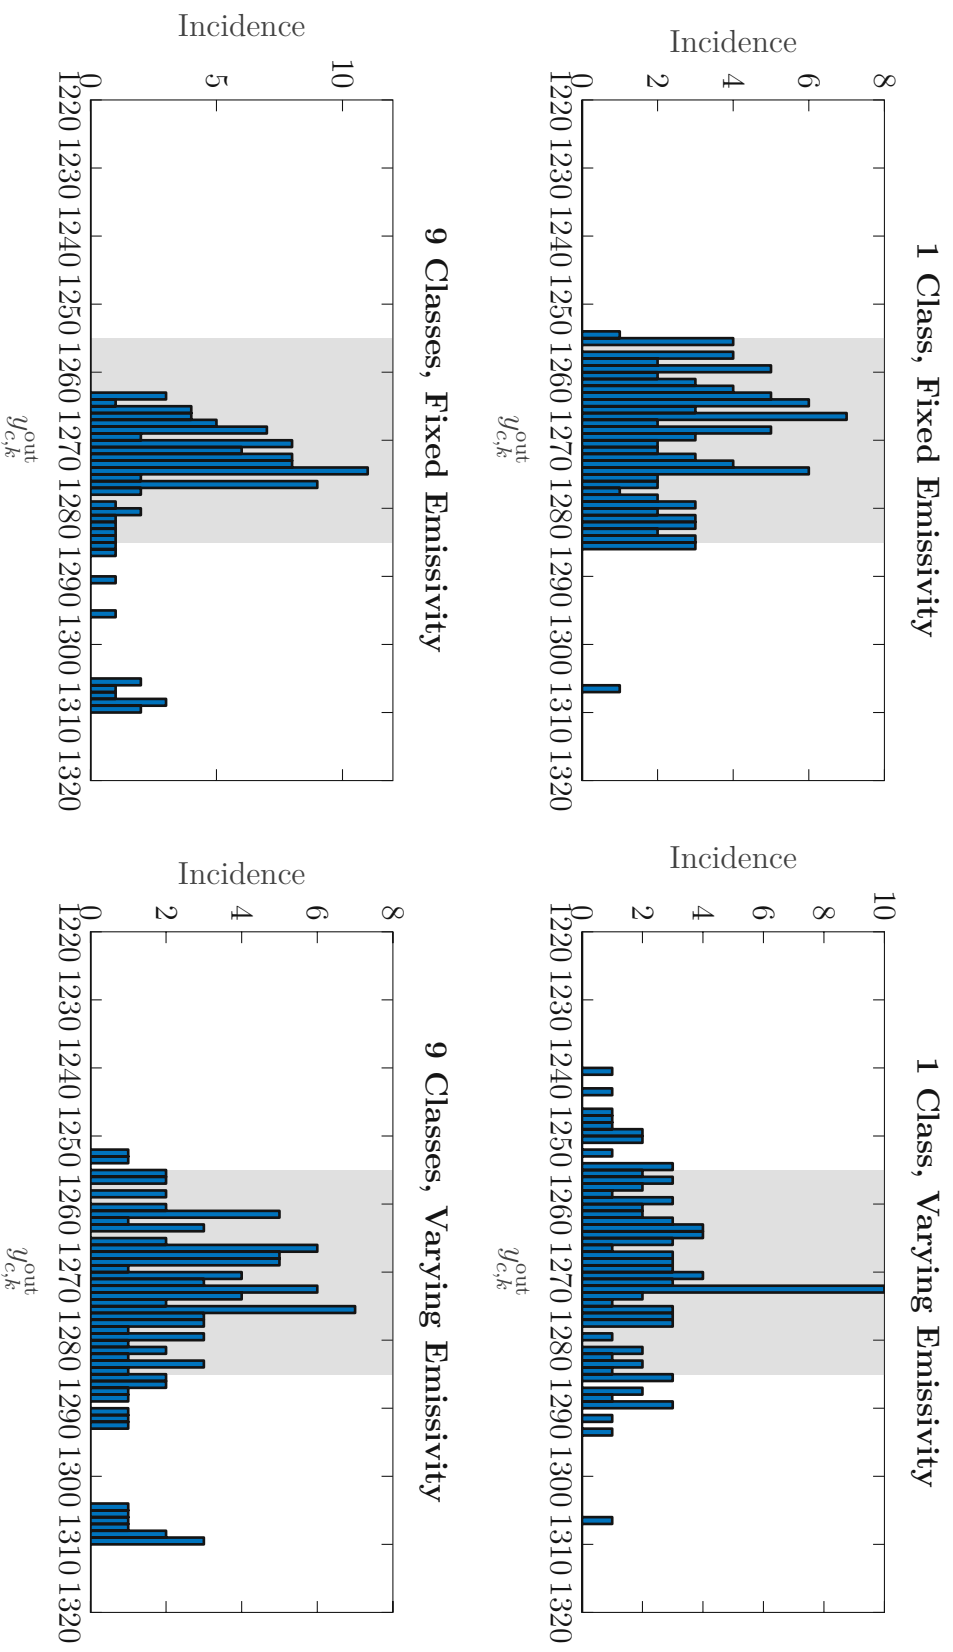 1 Class, Fixed Emissivity
Incidence
8
6
4
2
0
1220 1230 1240 1250 1260 1270 1280 1290 1300 1310 1320
y_{c,k}^{out}
1 Class, Varying Emissivity
Incidence
10
8
6
4
2
0
1220 1230 1240 1250 1260 1270 1280 1290 1300 1310 1320
y_{c,k}^{out}
9 Classes, Fixed Emissivity
Incidence
10
5
0
1220 1230 1240 1250 1260 1270 1280 1290 1300 1310 1320
y_{c,k}^{out}
9 Classes, Varying Emissivity
Incidence
8
6
4
2
0
1220 1230 1240 1250 1260 1270 1280 1290 1300 1310 1320
y_{c,k}^{out}